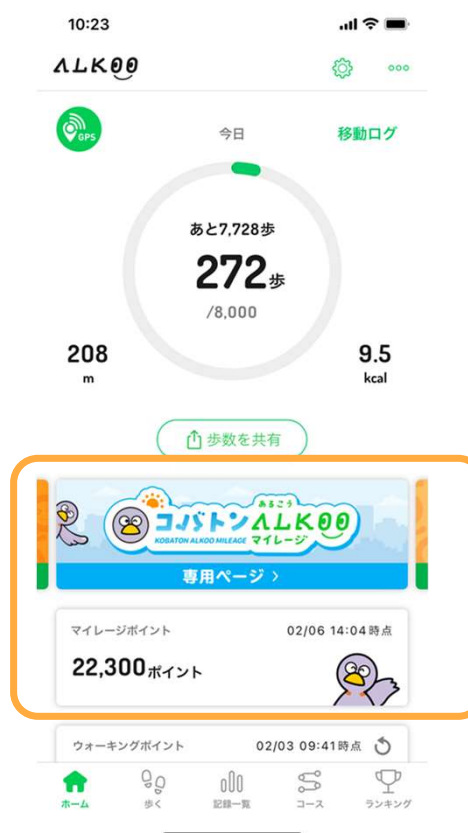 10:23
ALKOO
GPS
今日
移動ログ
あと7,728歩
272歩
/8,000
208
m
9.5
kcal
歩数を共有
あるこう
コバトンALKOO
KOBATON ALKOO MILEAGE マイレージ
専用ページ >
マイレージポイント 02/06 14:04時点
22,300ポイント
ウォーキングポイント 02/03 09:41時点
ホーム 歩く 記録一覧 コース ランキング